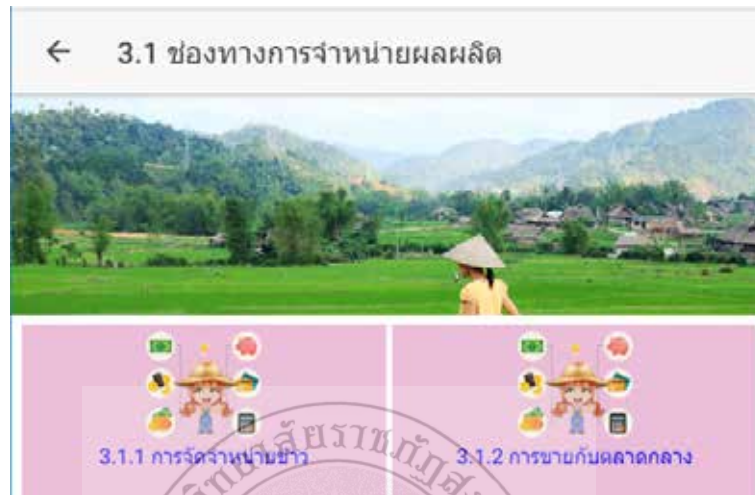 3.1 ช่องทางการจำหน่ายผลผลิต
3.1.1 การจัดจำหน่ายข้าว
3.1.2 การขายกับตลาดกลาง